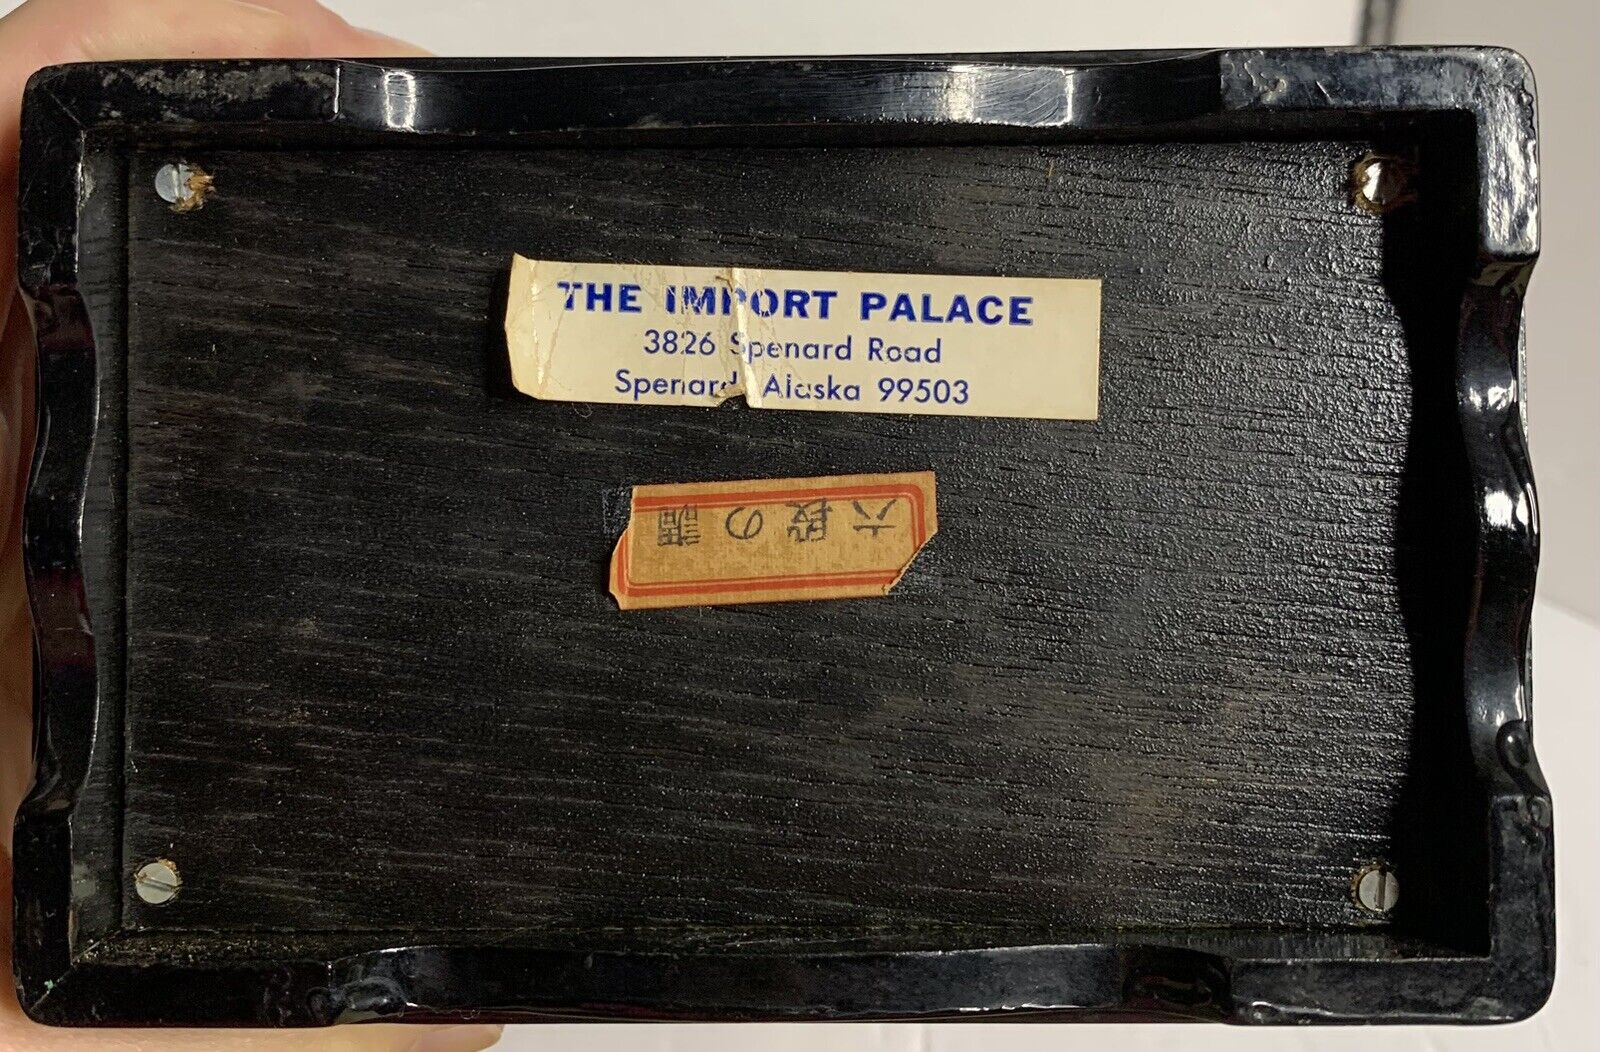 THE IMPORT PALACE
3826 Spenard Road
Spenard, Alaska 99503
六段の調